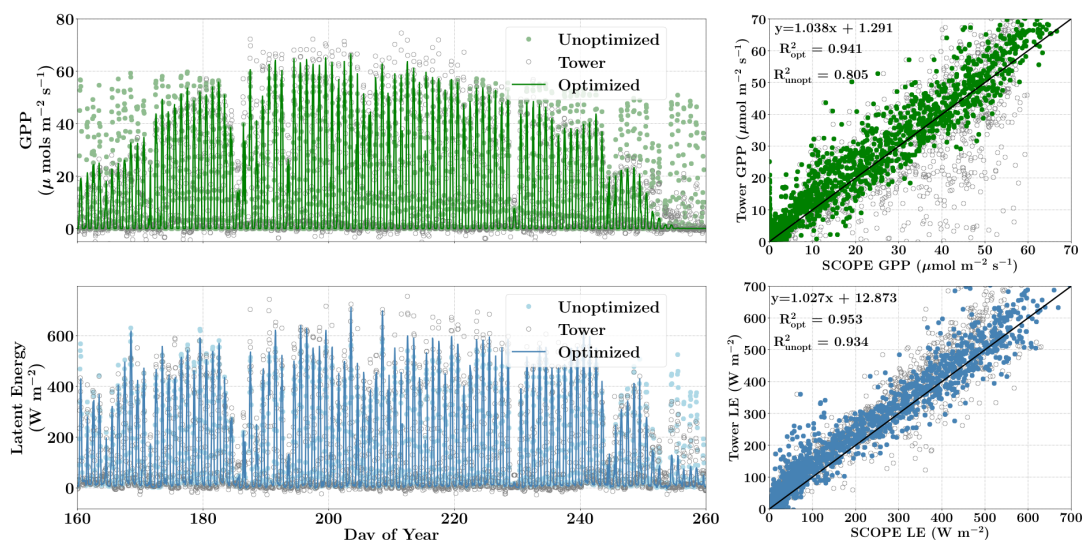 80
60
40
20
0
GPP
(μ mols m⁻² s⁻¹)
Unoptimized
Tower
Optimized
y=1.038x + 1.291
R²opt = 0.941
R²unopt = 0.805
70
60
50
40
30
20
10
0
Tower GPP (μmol m⁻² s⁻¹)
0 10 20 30 40 50 60 70
SCOPE GPP (μmol m⁻² s⁻¹)
600
400
200
0
Latent Energy
(W m⁻²)
Unoptimized
Tower
Optimized
160 180 200 220 240 260
Day of Year
y=1.027x + 12.873
R²opt = 0.953
R²unopt = 0.934
700
600
500
400
300
200
100
0
Tower LE (W m⁻²)
0 100 200 300 400 500 600 700
SCOPE LE (W m⁻²)